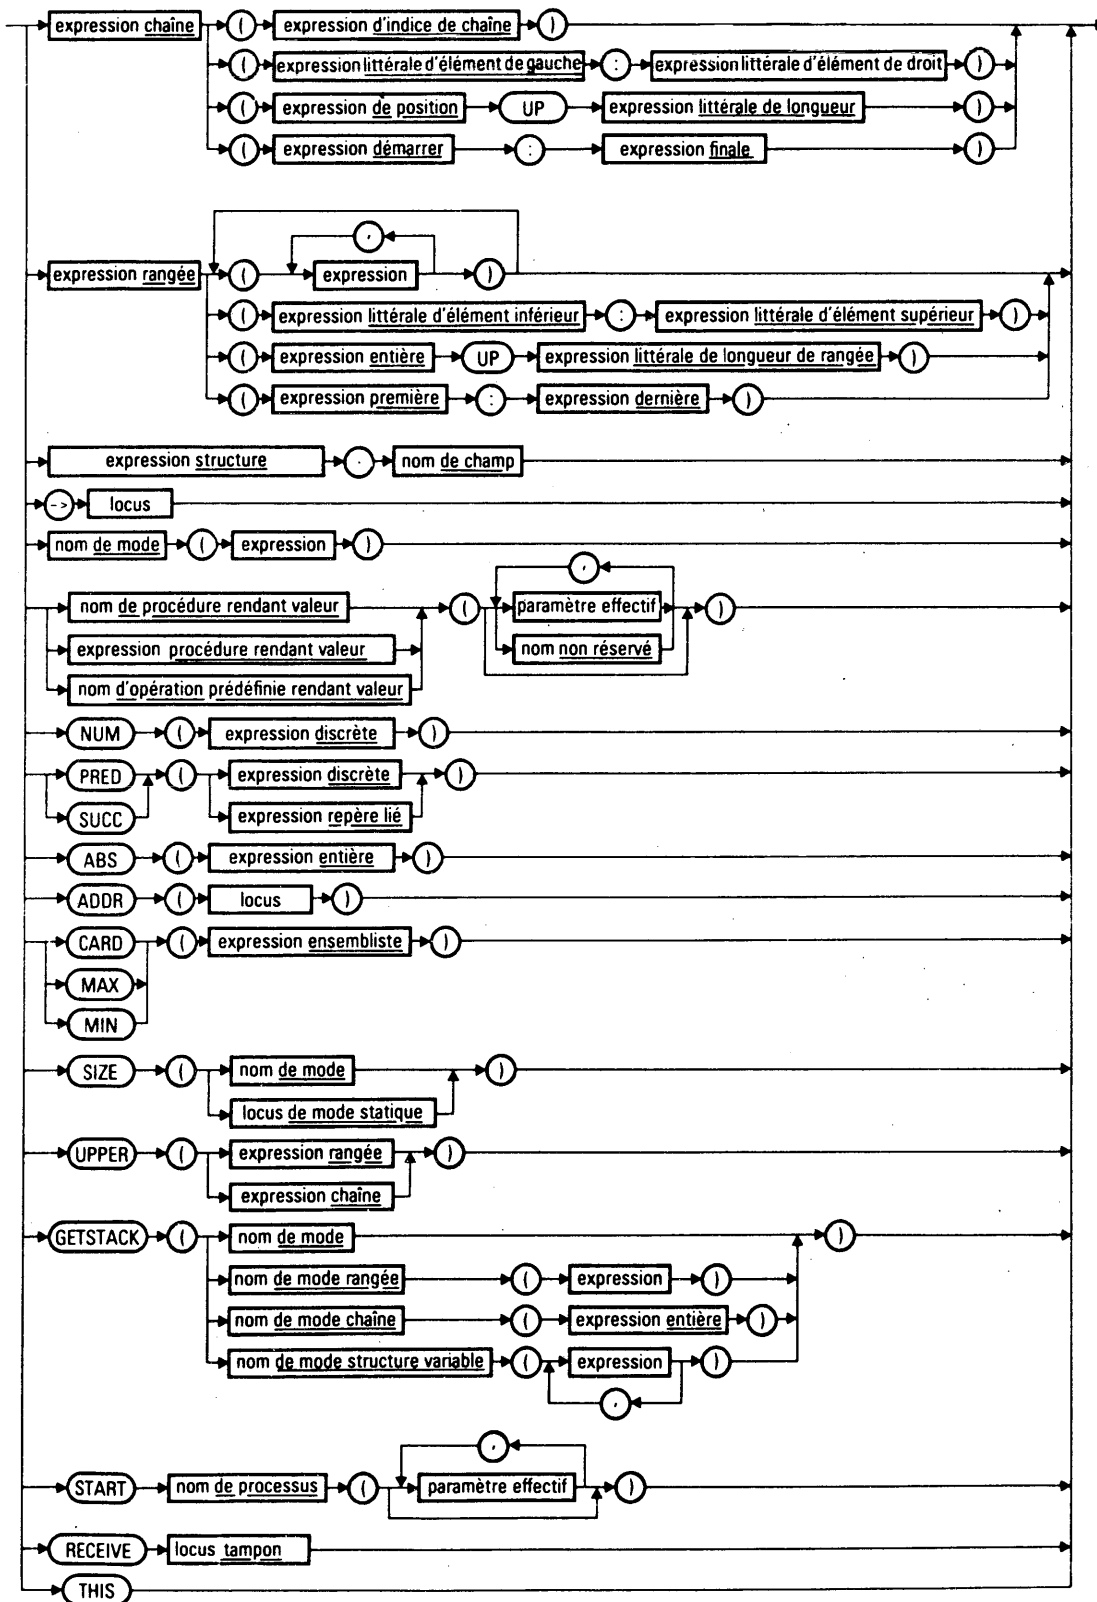 expression chaîne ( expression d'indice de chaîne )
( expression littérale d'élément de gauche : expression littérale d'élément de droit )
( expression de position UP expression littérale de longueur )
( expression démarrer : expression finale )
,
expression rangée ( expression )
( expression littérale d'élément inférieur : expression littérale d'élément supérieur )
( expression entière UP expression littérale de longueur de rangée )
( expression première : expression dernière )
expression structure . nom de champ
-> locus
nom de mode ( expression )
,
nom de procédure rendant valeur ( paramètre effectif )
expression procédure rendant valeur nom non réservé
nom d'opération prédéfinie rendant valeur
NUM ( expression discrète )
PRED ( expression discrète )
SUCC expression repère lié
ABS ( expression entière )
ADDR ( locus )
CARD ( expression ensembliste )
MAX
MIN
SIZE ( nom de mode )
locus de mode statique
UPPER ( expression rangée )
expression chaîne
GETSTACK ( nom de mode )
nom de mode rangée ( expression )
nom de mode chaîne ( expression entière )
nom de mode structure variable ( expression )
,
,
START nom de processus ( paramètre effectif )
RECEIVE locus tampon
THIS